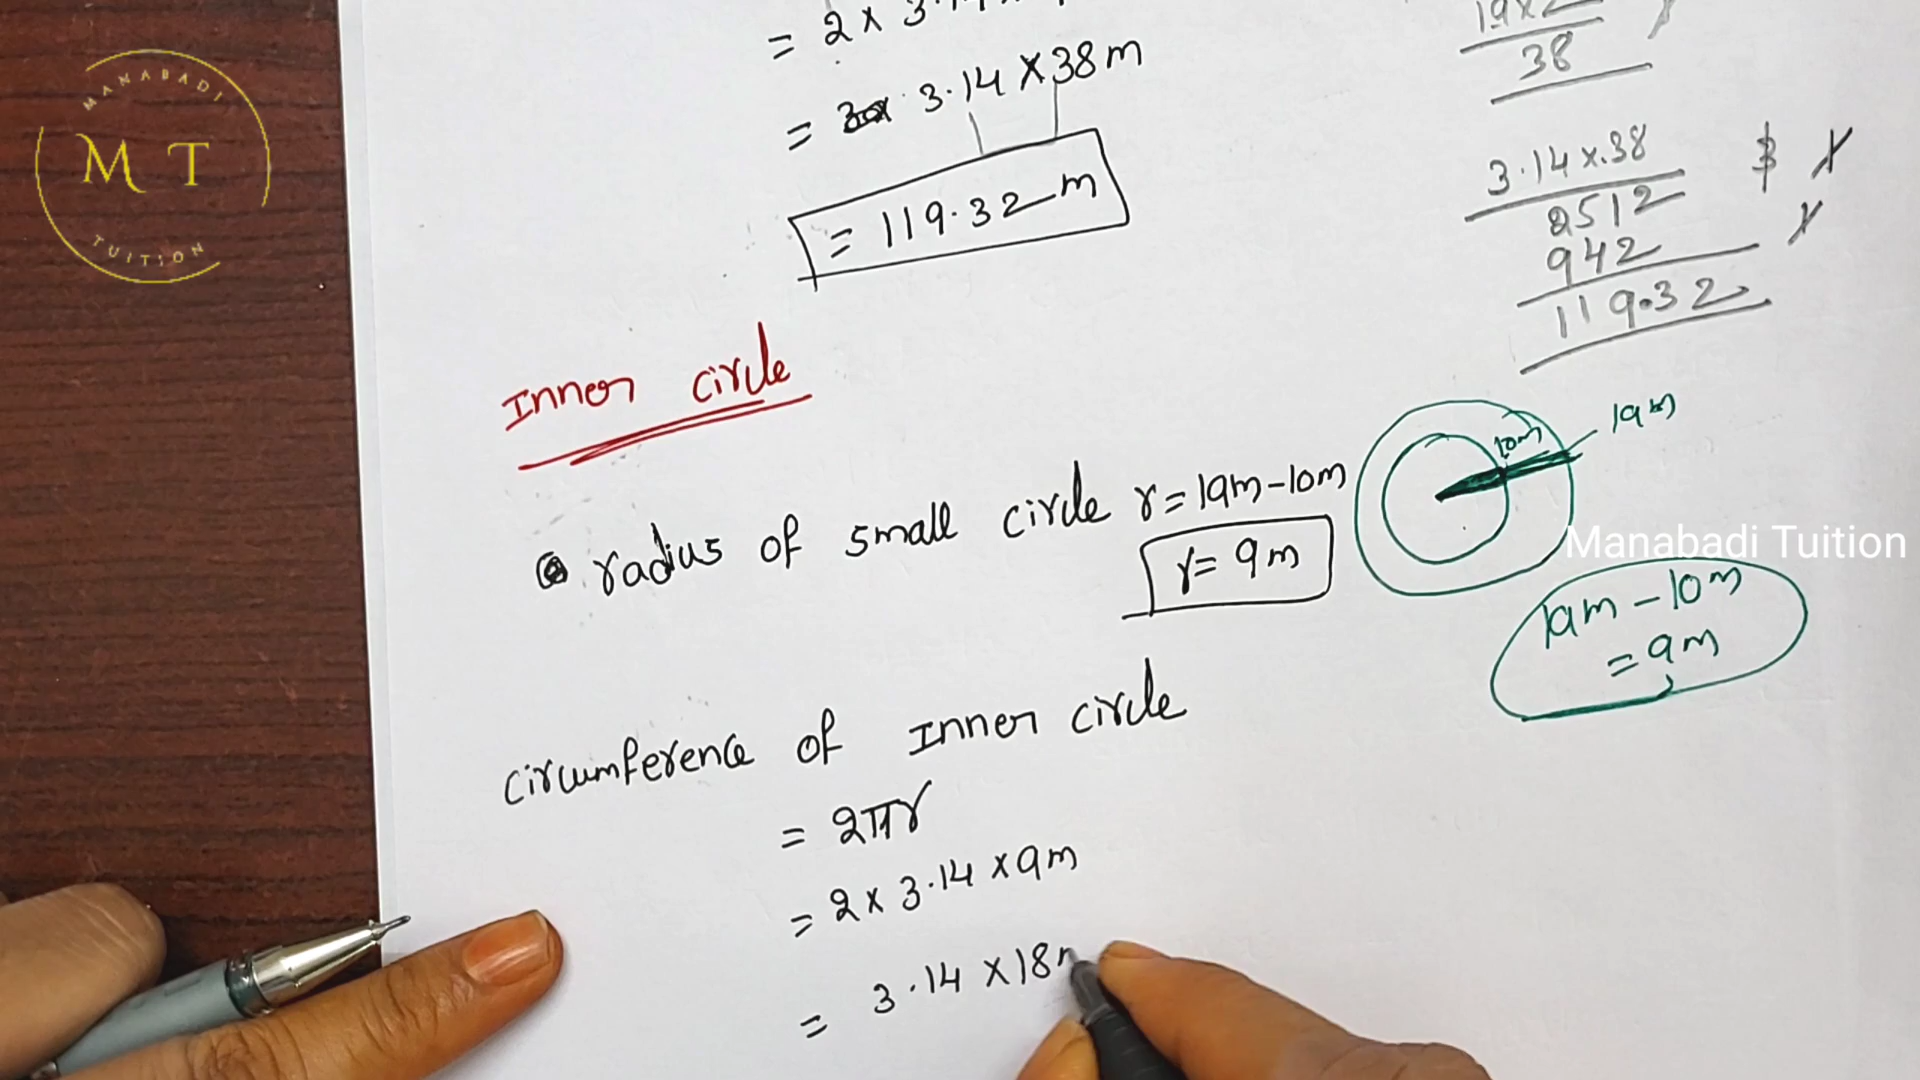 MANABADI
M T
TUITION
= 2 x 3.14 x
= 3.14 x 38 m
= 119.32 m
19x2
38
3.14 x.38
2512
942
119.32
Inner circle
radius of small circle r = 19m - 10m
r = 9m
10m
19m
Manabadi Tuition
19m - 10m
= 9m
circumference of Inner circle
= 2πr
= 2 x 3.14 x 9m
= 3.14 x 18m